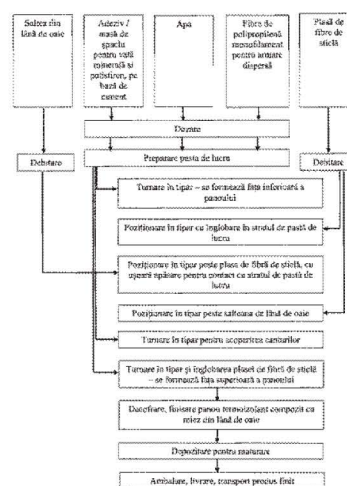 Saltea din
lână de oaie
Adeziv /
masă de
șpaclu
pentru vată
minerală și
polistiren, pe
bază de
ciment
Apă
Fibre de
polipropilenă
monofilament
pentru armare
dispersă
Plasă de
fibre de
sticlă
Dozare
Debitare
Preparare pasta de lucru
Debitare
Turnare în tipar – se formează fața inferioară a
panoului
Poziționare în tipar cu înglobare în stratul de pastă de
lucru
Poziționare în tipar peste plasa de fibră de sticlă, cu
ușoară apăsare pentru contact cu stratul de pastă de
lucru
Poziționare în tipar peste salteaua de lână de oaie
Turnare în tipar pentru acoperirea canturilor
Turnare în tipar și înglobarea plasei de fibră de sticlă
– se formează fața superioară a panoului
Decofrare, finisare panou termoizolant compozit cu
miez din lână de oaie
Depozitare pentru maturare
Ambalare, livrare, transport produs finit